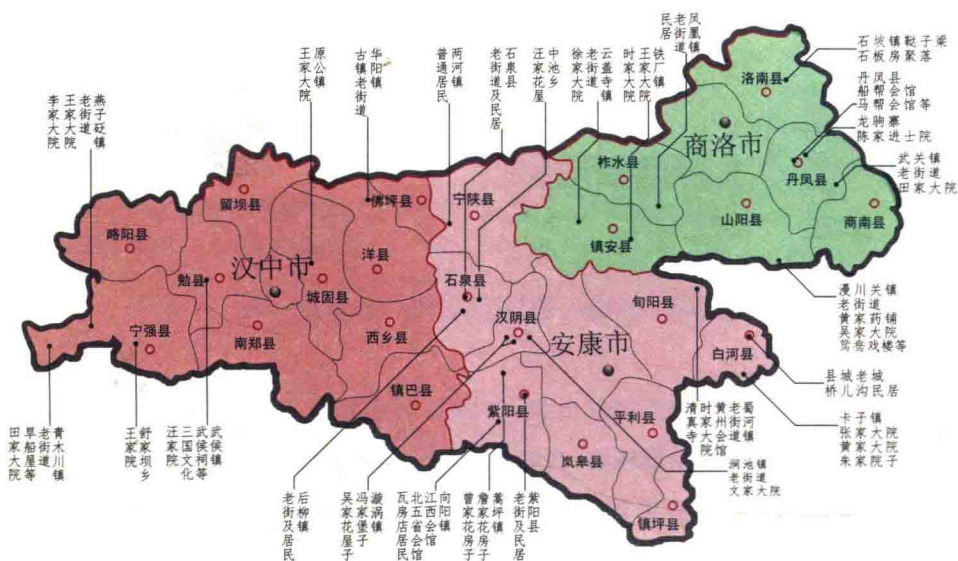 燕子砭镇
老街道
王家大院
李家大院
原公镇
王家大院
华阳镇
古镇老街道
两河镇
普通居民
石泉县
老街道及民居
中池乡
汪家花屋
云盖寺镇
老街道
徐家大院
铁厂镇
王家大院
时家大院
凤凰镇
老街道
民居
石坡镇鞑子梁
石板房聚落
丹凤县
船帮会馆
马帮会馆等
龙驹寨
陈家进士院
武关镇
老街道
田家大院
漫川关镇
老街道
黄家药铺
吴家大院
鸳鸯戏楼等
县城老城
桥儿沟民居
卡子镇
张家大院
黄家大院
朱家院子
洛南县
商洛市
柞水县
丹凤县
商南县
山阳县
镇安县
留坝县
佛坪县
宁陕县
略阳县
洋县
勉县
汉中市
城固县
石泉县
旬阳县
汉阴县
宁强县
南郑县
西乡县
安康市
白河县
镇巴县
紫阳县
平利县
岚皋县
镇坪县
青木川镇
老街道
旱船屋等
田家大院
舒家坝乡
王家院
武侯镇
武侯祠等
三国文化
汪家院
后柳镇
老街及居民
漩涡镇
冯家堡子
吴家花屋子
向阳镇
江西会馆
北五省会馆
瓦房店居民
蒿坪镇
詹家花房子
曾家花房子
紫阳县
老街及民居
蜀河镇
老街道
黄州会馆
时家大院
清真寺
涧池镇
老街道
文家大院